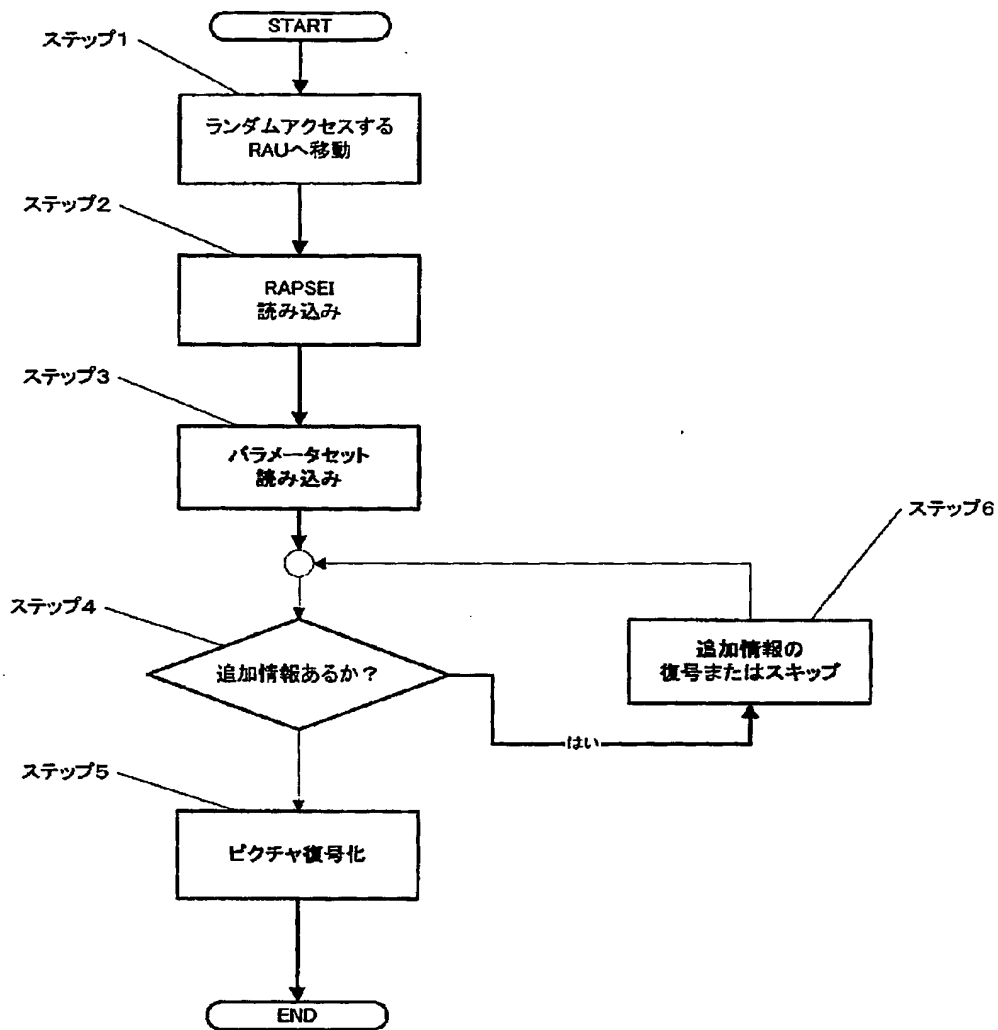 START
ステップ1
ランダムアクセスする
RAUへ移動
ステップ2
RAPSEI
読み込み
ステップ3
パラメータセット
読み込み
ステップ6
ステップ4
追加情報あるか？
追加情報の
復号またはスキップ
はい
ステップ5
ピクチャ復号化
END